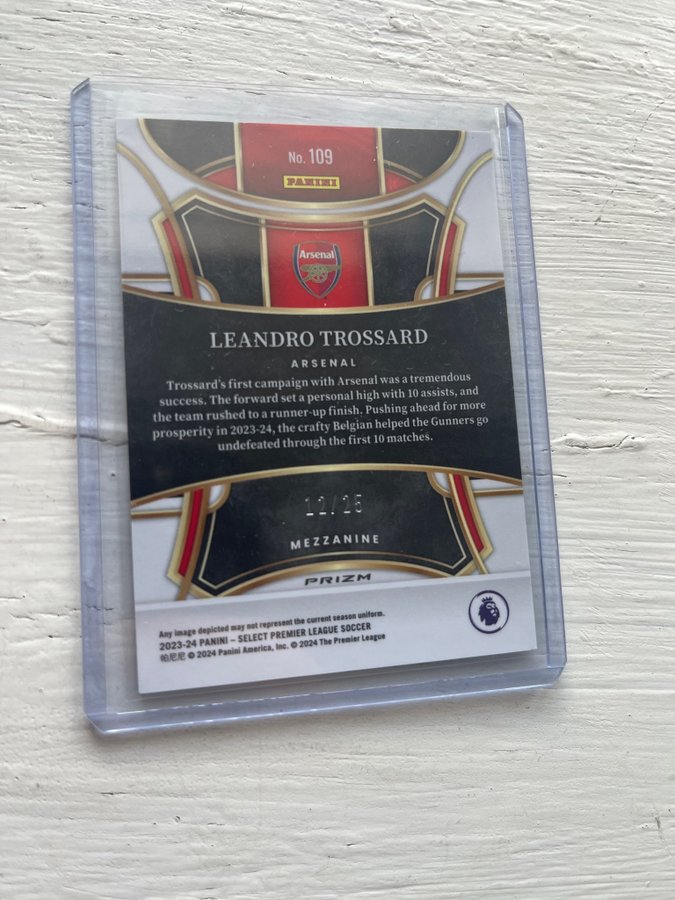 No. 109
PANINI
Arsenal
LEANDRO TROSSARD
ARSENAL
Trossard's first campaign with Arsenal was a tremendous
success. The forward set a personal high with 10 assists, and
the team rushed to a runner-up finish. Pushing ahead for more
prosperity in 2023-24, the crafty Belgian helped the Gunners go
undefeated through the first 10 matches.
12/25
MEZZANINE
PRIZM
Any image depicted may not represent the current season uniform.
2023-24 PANINI – SELECT PREMIER LEAGUE SOCCER
帕尼尼 © 2024 Panini America, Inc. © 2024 The Premier League